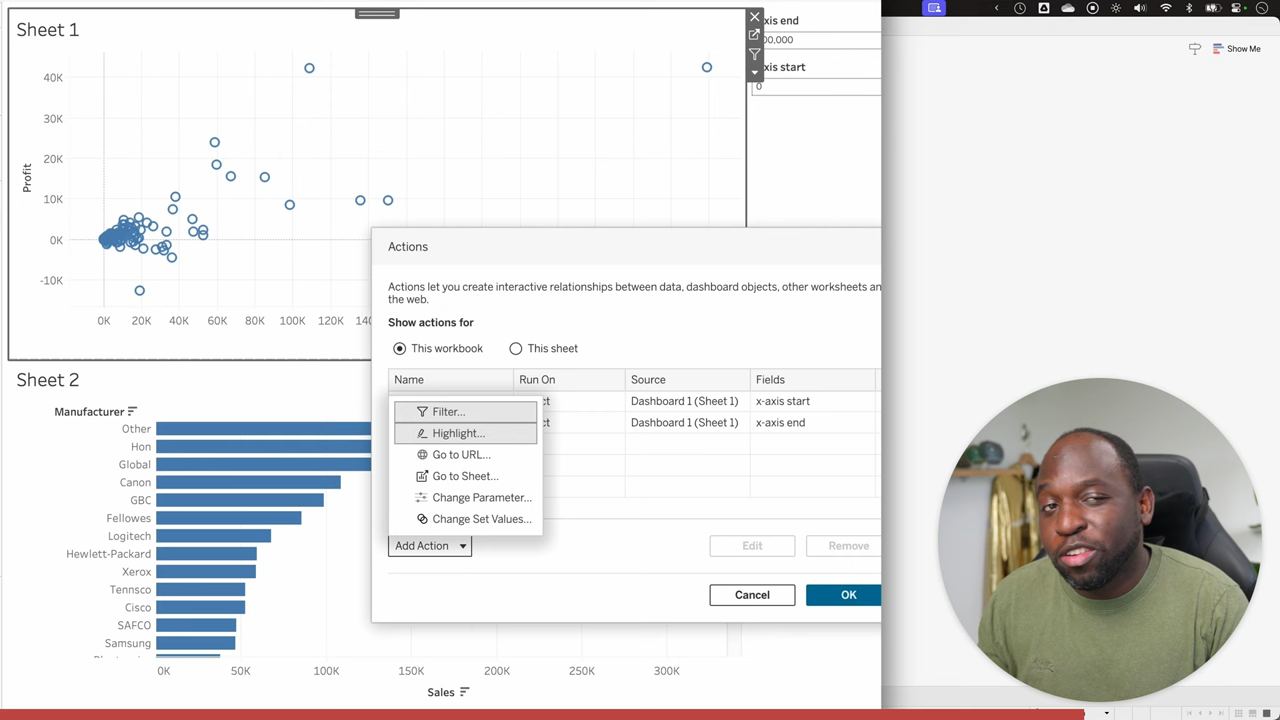 Sheet 1
xis end
00,000
xis start
0
Show Me
40K
30K
20K
10K
0K
-10K
Profit
0K 20K 40K 60K 80K 100K 120K 14
Actions
Actions let you create interactive relationships between data, dashboard objects, other worksheets an
the web.
Show actions for
This workbook This sheet
Name Run On Source Fields
ct Dashboard 1 (Sheet 1) x-axis start
ct Dashboard 1 (Sheet 1) x-axis end
Filter...
Highlight...
Go to URL...
Go to Sheet...
Change Parameter...
Change Set Values...
Add Action Edit Remove
Cancel OK
Sheet 2
Manufacturer
Other
Hon
Global
Canon
GBC
Fellowes
Logitech
Hewlett-Packard
Xerox
Tennsco
Cisco
SAFCO
Samsung
0K 50K 100K 150K 200K 250K 300K
Sales